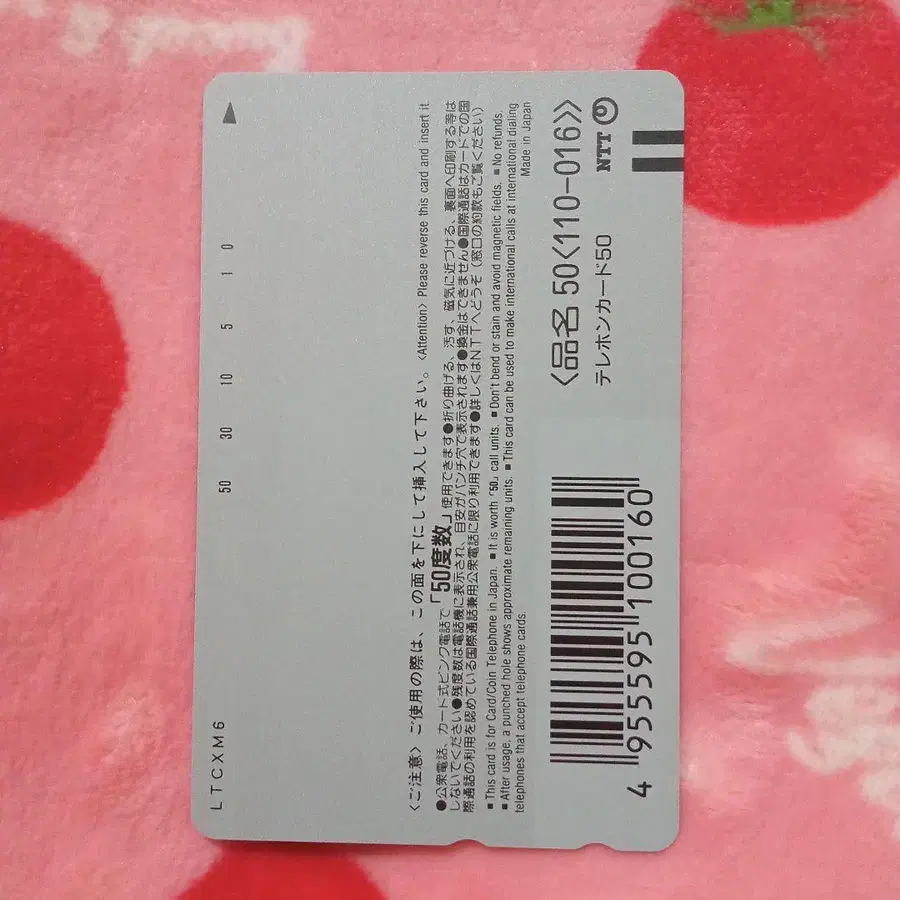 LTCXM6
50 30 10 5 1 0
〈ご注意〉ご使用の際は、この面を下にして挿入して下さい。〈Attention〉Please reverse this card and insert it
●公衆電話、カード式ピンク電話で「50度数」使用できます●折り曲げる、汚す、磁気に近づける、裏面へ印刷する等は
しないでください●残度数は電話機に表示され、目安がパンチ穴で表示されます●換金はできません●国際通話はカードでの国
際通話の利用を認めている国際通話兼用公衆電話に限り利用できます●詳しくはNTTへどうぞ（窓口の約款もご覧ください）
■This card is for Card/Coin Telephone in Japan. ■It is worth「50」call units. ■Don't bend or stain and avoid magnetic fields. ■No refunds.
■After usage, a punched hole shows approximate remaining units. ■This card can be used to make international calls at international dialing
telephones that accept telephone cards. Made in Japan
〈品名 50〈110-016〉〉
テレホンカード50 NTT
4 955595 100160